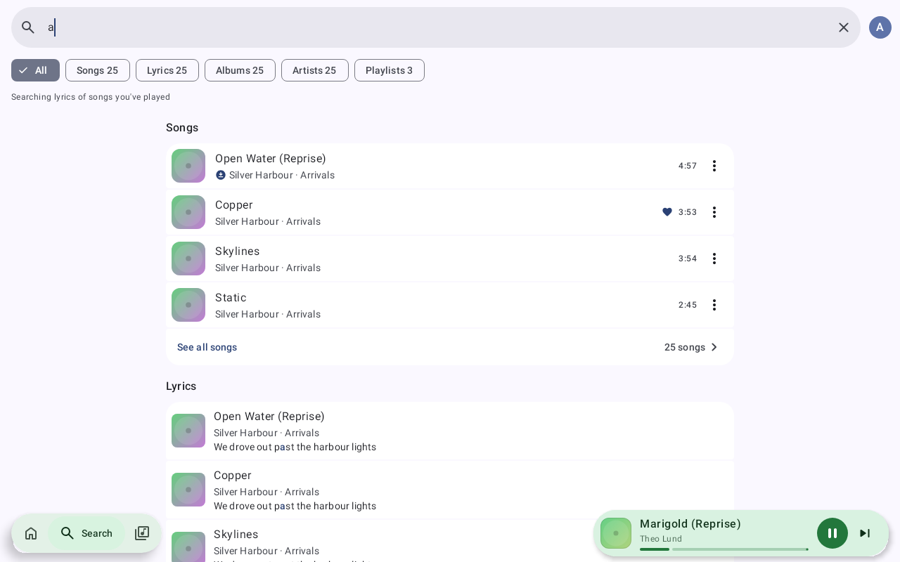 a
A
All
Songs 25
Lyrics 25
Albums 25
Artists 25
Playlists 3
Searching lyrics of songs you've played
Songs
Open Water (Reprise)
Silver Harbour · Arrivals
4:57
Copper
Silver Harbour · Arrivals
3:53
Skylines
Silver Harbour · Arrivals
3:54
Static
Silver Harbour · Arrivals
2:45
See all songs
25 songs
Lyrics
Open Water (Reprise)
Silver Harbour · Arrivals
We drove out past the harbour lights
Copper
Silver Harbour · Arrivals
We drove out past the harbour lights
Skylines
Silver Harbour · Arrivals
Search
Marigold (Reprise)
Theo Lund